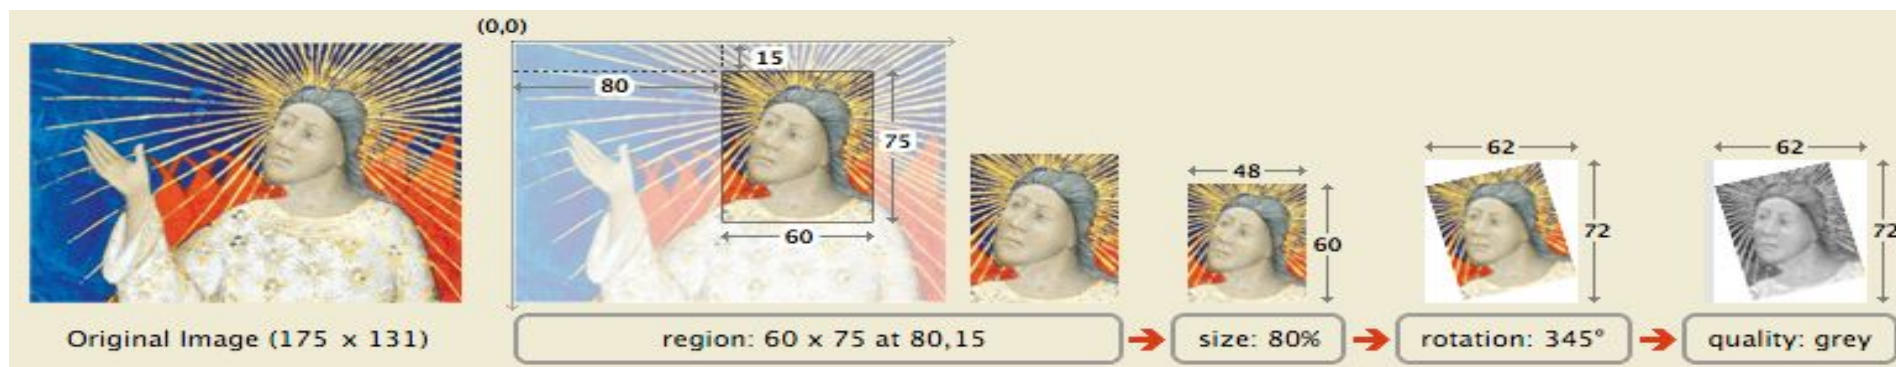 (0,0)
15
80
75
60
48
60
62
72
62
72
Original Image (175 x 131)
region: 60 x 75 at 80,15
size: 80%
rotation: 345°
quality: grey